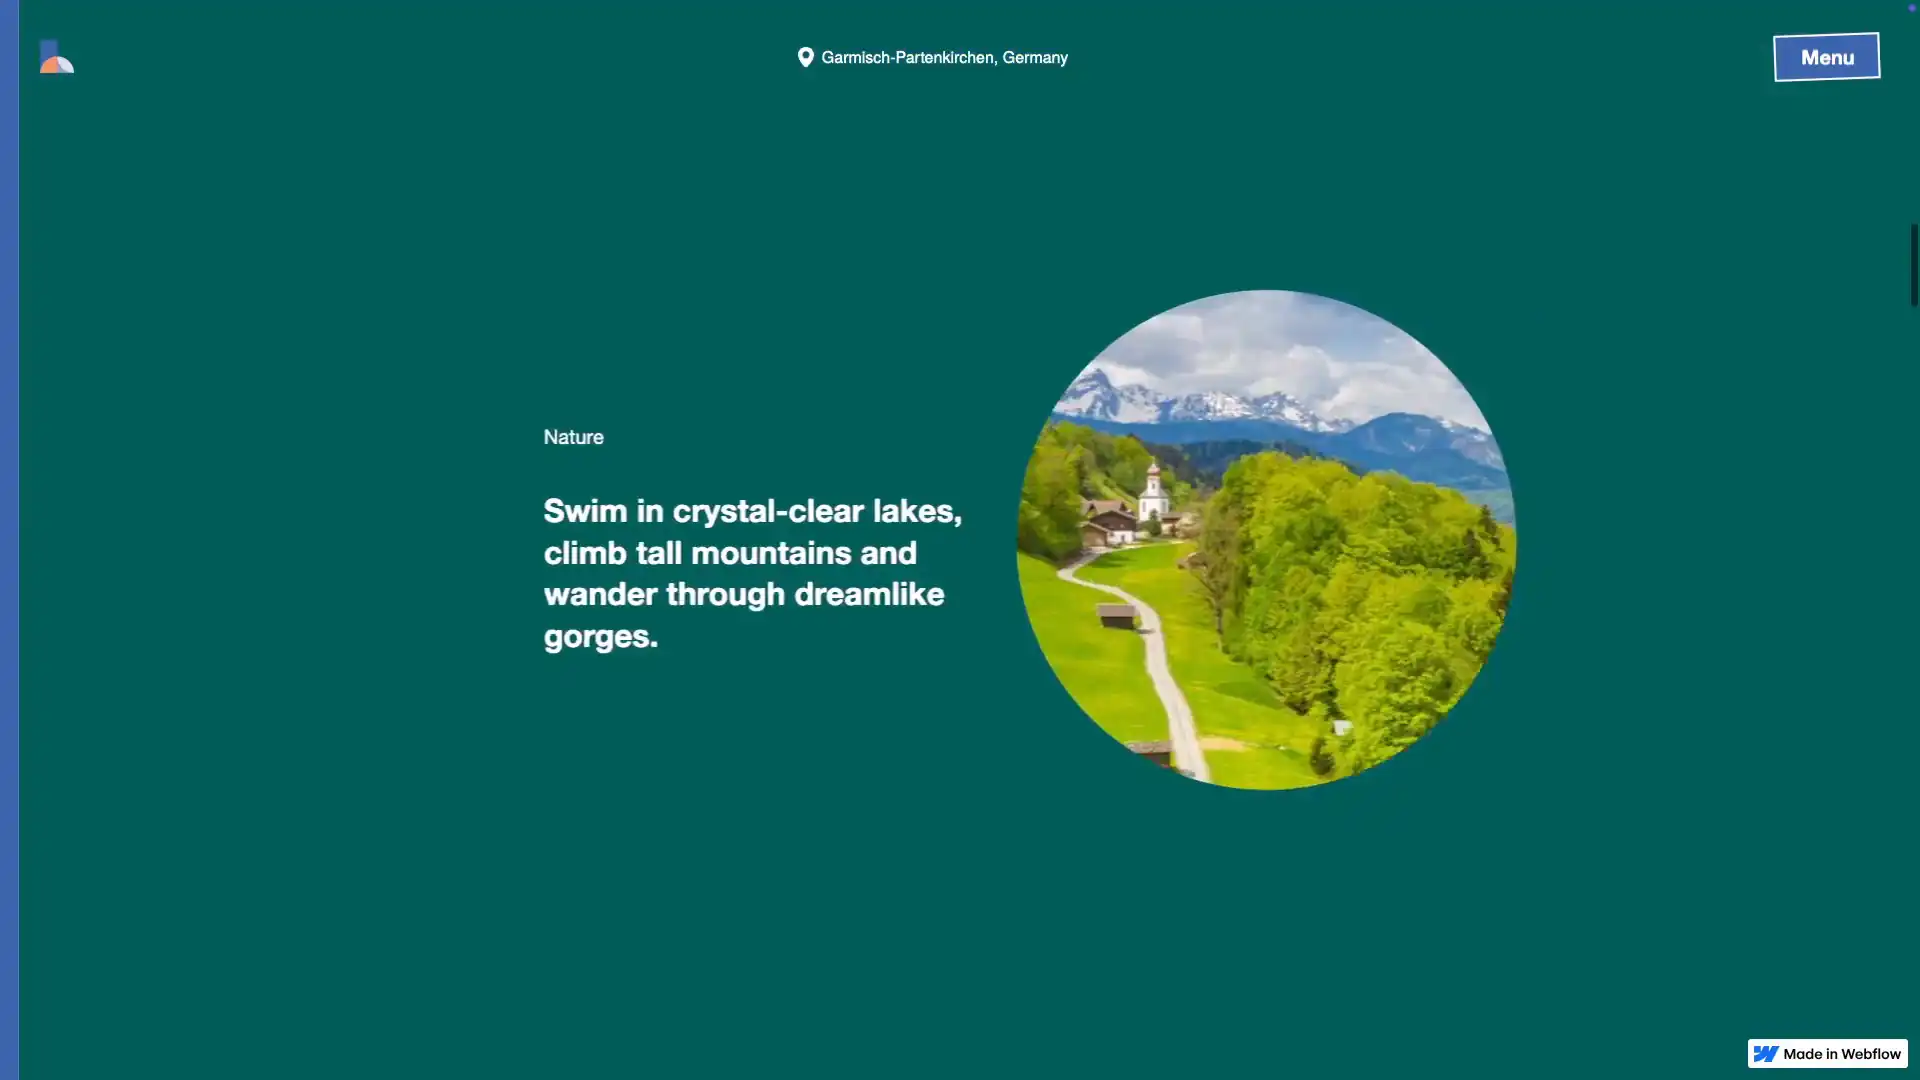 Garmisch-Partenkirchen, Germany
Menu
Nature
Swim in crystal-clear lakes,
climb tall mountains and
wander through dreamlike
gorges.
Made in Webflow